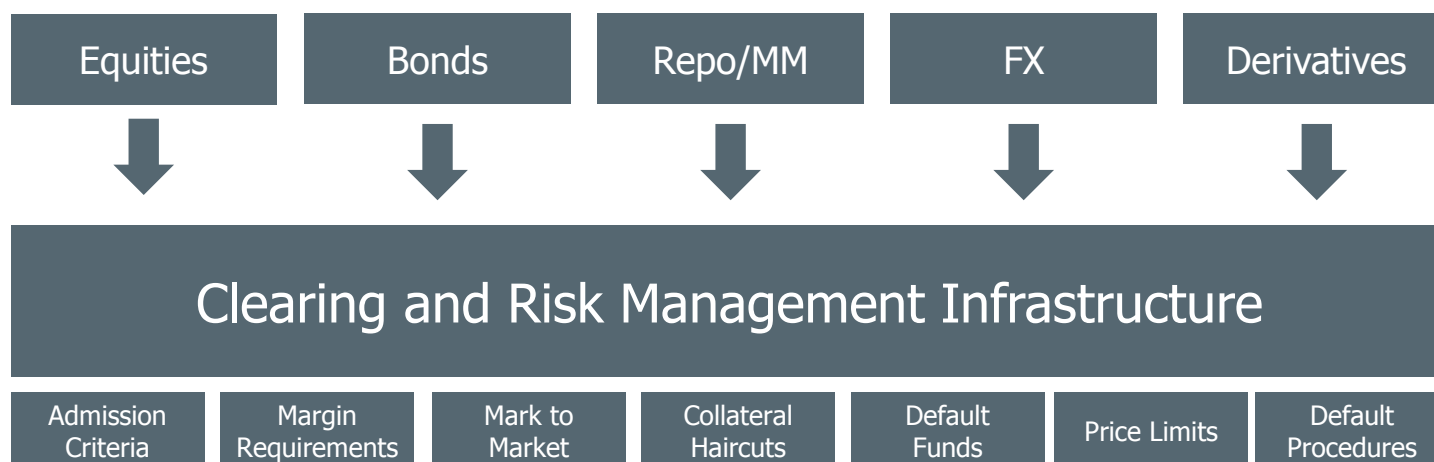 Equities
Bonds
Repo/MM
FX
Derivatives
Clearing and Risk Management Infrastructure
Admission
Criteria
Margin
Requirements
Mark to
Market
Collateral
Haircuts
Default
Funds
Price Limits
Default
Procedures